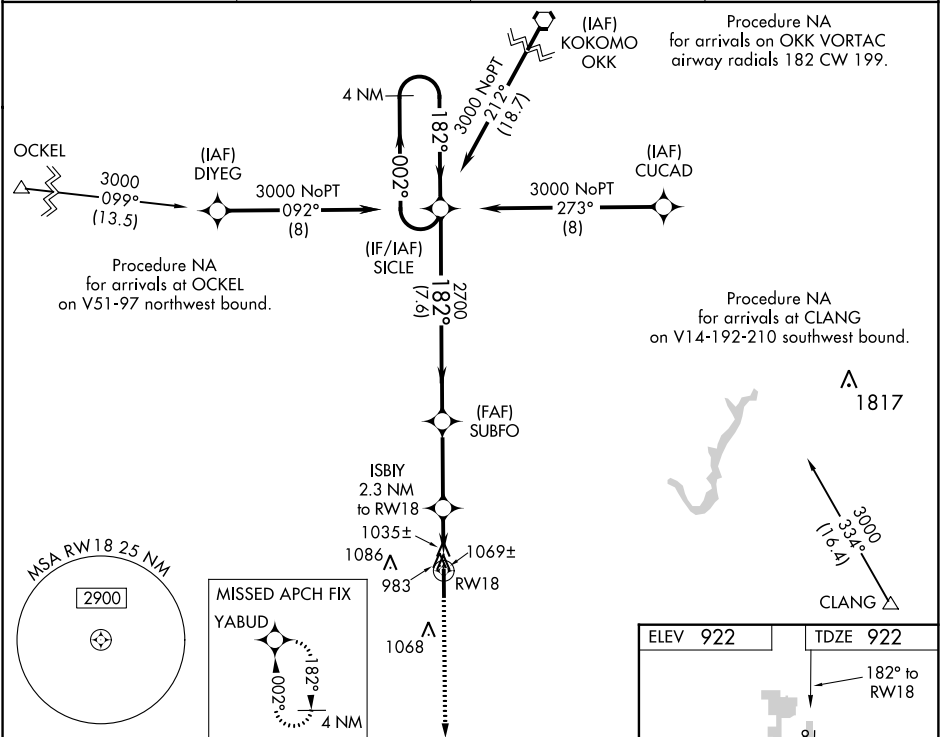 (IAF)
KOKOMO
OKK
Procedure NA
for arrivals on OKK VORTAC
airway radials 182 CW 199.
4 NM
182°
002°
3000 NoPT
212°
(18.7)
OCKEL
3000
099°
(13.5)
(IAF)
DIYEG
3000 NoPT
092°
(8)
3000 NoPT
273°
(8)
(IAF)
CUCAD
(IF/IAF)
SICLE
Procedure NA
for arrivals at OCKEL
on V51-97 northwest bound.
2700
182°
(7.6)
Procedure NA
for arrivals at CLANG
on V14-192-210 southwest bound.
1817
(FAF)
SUBFO
ISBIY
2.3 NM
to RW18
1035±
1086
1069±
983
RW18
3000
334°
(16.4)
CLANG
MSA RW18 25 NM
2900
MISSED APCH FIX
YABUD
182°
002°
4 NM
1068
ELEV 922
TDZE 922
182° to
RW18